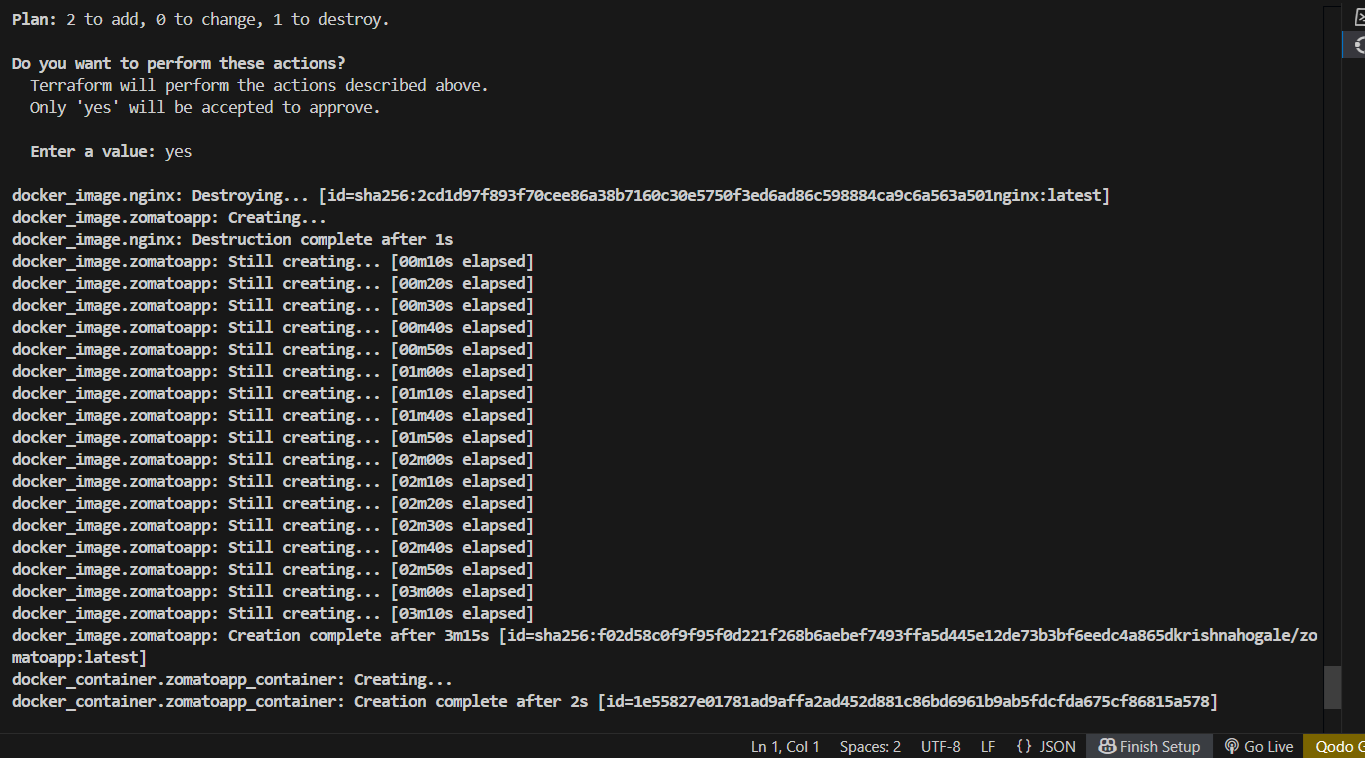 Plan: 2 to add, 0 to change, 1 to destroy.
Do you want to perform these actions?
Terraform will perform the actions described above.
Only 'yes' will be accepted to approve.
Enter a value: yes
docker_image.nginx: Destroying... [id=sha256:2cd1d97f893f70cee86a38b7160c30e5750f3ed6ad86c598884ca9c6a563a501nginx:latest]
docker_image.zomatoapp: Creating...
docker_image.nginx: Destruction complete after 1s
docker_image.zomatoapp: Still creating... [00m10s elapsed]
docker_image.zomatoapp: Still creating... [00m20s elapsed]
docker_image.zomatoapp: Still creating... [00m30s elapsed]
docker_image.zomatoapp: Still creating... [00m40s elapsed]
docker_image.zomatoapp: Still creating... [00m50s elapsed]
docker_image.zomatoapp: Still creating... [01m00s elapsed]
docker_image.zomatoapp: Still creating... [01m10s elapsed]
docker_image.zomatoapp: Still creating... [01m40s elapsed]
docker_image.zomatoapp: Still creating... [01m50s elapsed]
docker_image.zomatoapp: Still creating... [02m00s elapsed]
docker_image.zomatoapp: Still creating... [02m10s elapsed]
docker_image.zomatoapp: Still creating... [02m20s elapsed]
docker_image.zomatoapp: Still creating... [02m30s elapsed]
docker_image.zomatoapp: Still creating... [02m40s elapsed]
docker_image.zomatoapp: Still creating... [02m50s elapsed]
docker_image.zomatoapp: Still creating... [03m00s elapsed]
docker_image.zomatoapp: Still creating... [03m10s elapsed]
docker_image.zomatoapp: Creation complete after 3m15s [id=sha256:f02d58c0f9f95f0d221f268b6aebef7493ffa5d445e12de73b3bf6eedc4a865dkrishnahogale/zo
matoapp:latest]
docker_container.zomatoapp_container: Creating...
docker_container.zomatoapp_container: Creation complete after 2s [id=1e55827e01781ad9affa2ad452d881c86bd6961b9ab5fdcfda675cf86815a578]
Ln 1, Col 1 Spaces: 2 UTF-8 LF {} JSON Finish Setup Go Live Qodo G